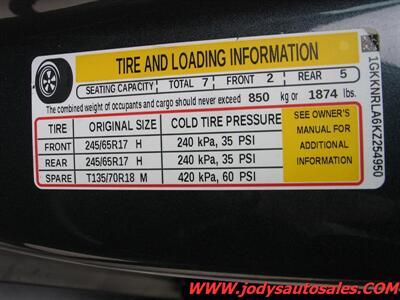 TIRE AND LOADING INFORMATION
SEATING CAPACITY: TOTAL 7 FRONT 2 REAR 5
The combined weight of occupants and cargo should never exceed 850 kg or 1874 lbs.
TIRE ORIGINAL SIZE COLD TIRE PRESSURE
FRONT 245/65R17 H 240 kPa, 35 PSI
REAR 245/65R17 H 240 kPa, 35 PSI
SPARE T135/70R18 M 420 kPa, 60 PSI
SEE OWNER'S
MANUAL FOR
ADDITIONAL
INFORMATION
1GKKNRLA6KZ254950
www.jodysautosales.com